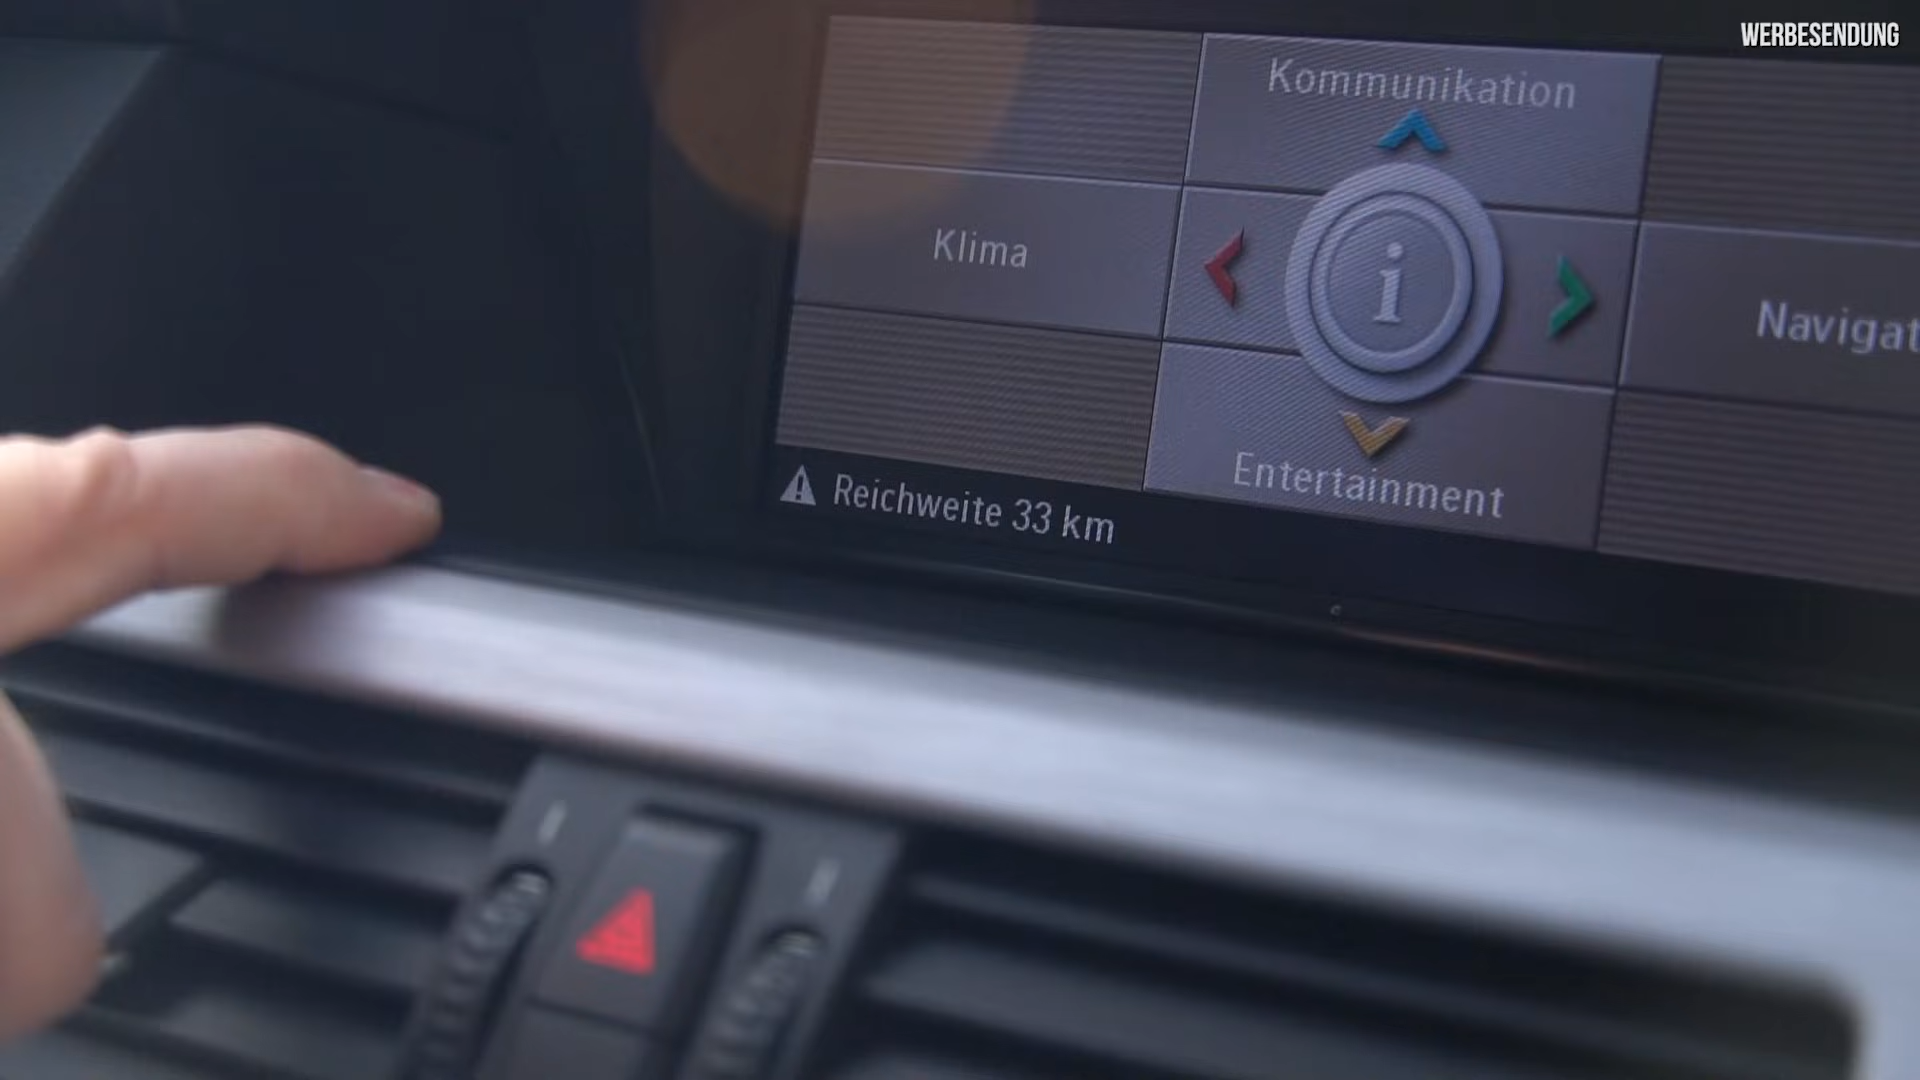 WERBESENDUNG
Kommunikation
Klima
i
Navigat
Entertainment
Reichweite 33 km